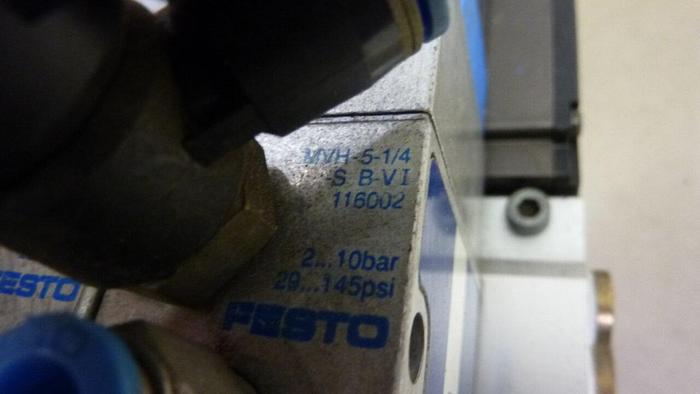 MVH-5-1/4
-S B-VI
116002
2...10bar
29...145psi
FESTO
ESTO